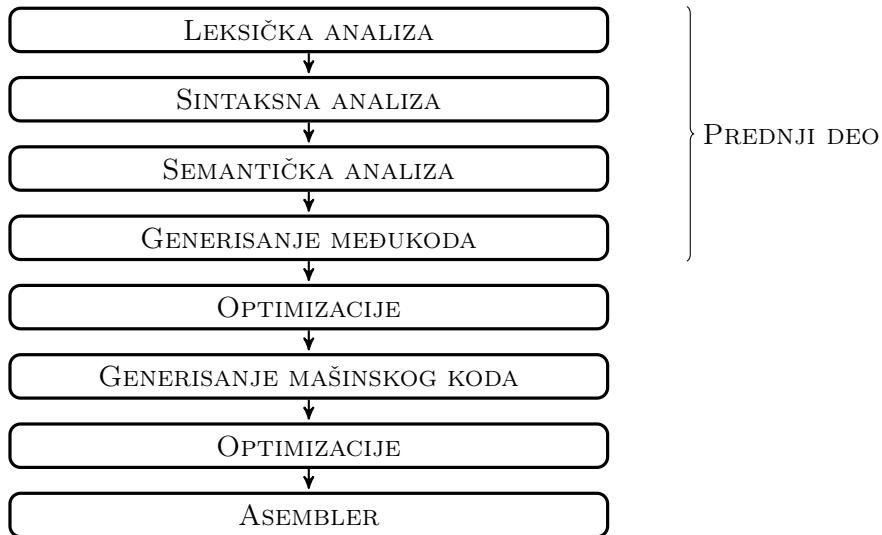 Leksička analiza
Sintaksna analiza
Semantička analiza
Generisanje međukoda
Optimizacije
Generisanje mašinskog koda
Optimizacije
Asembler
Prednji deo